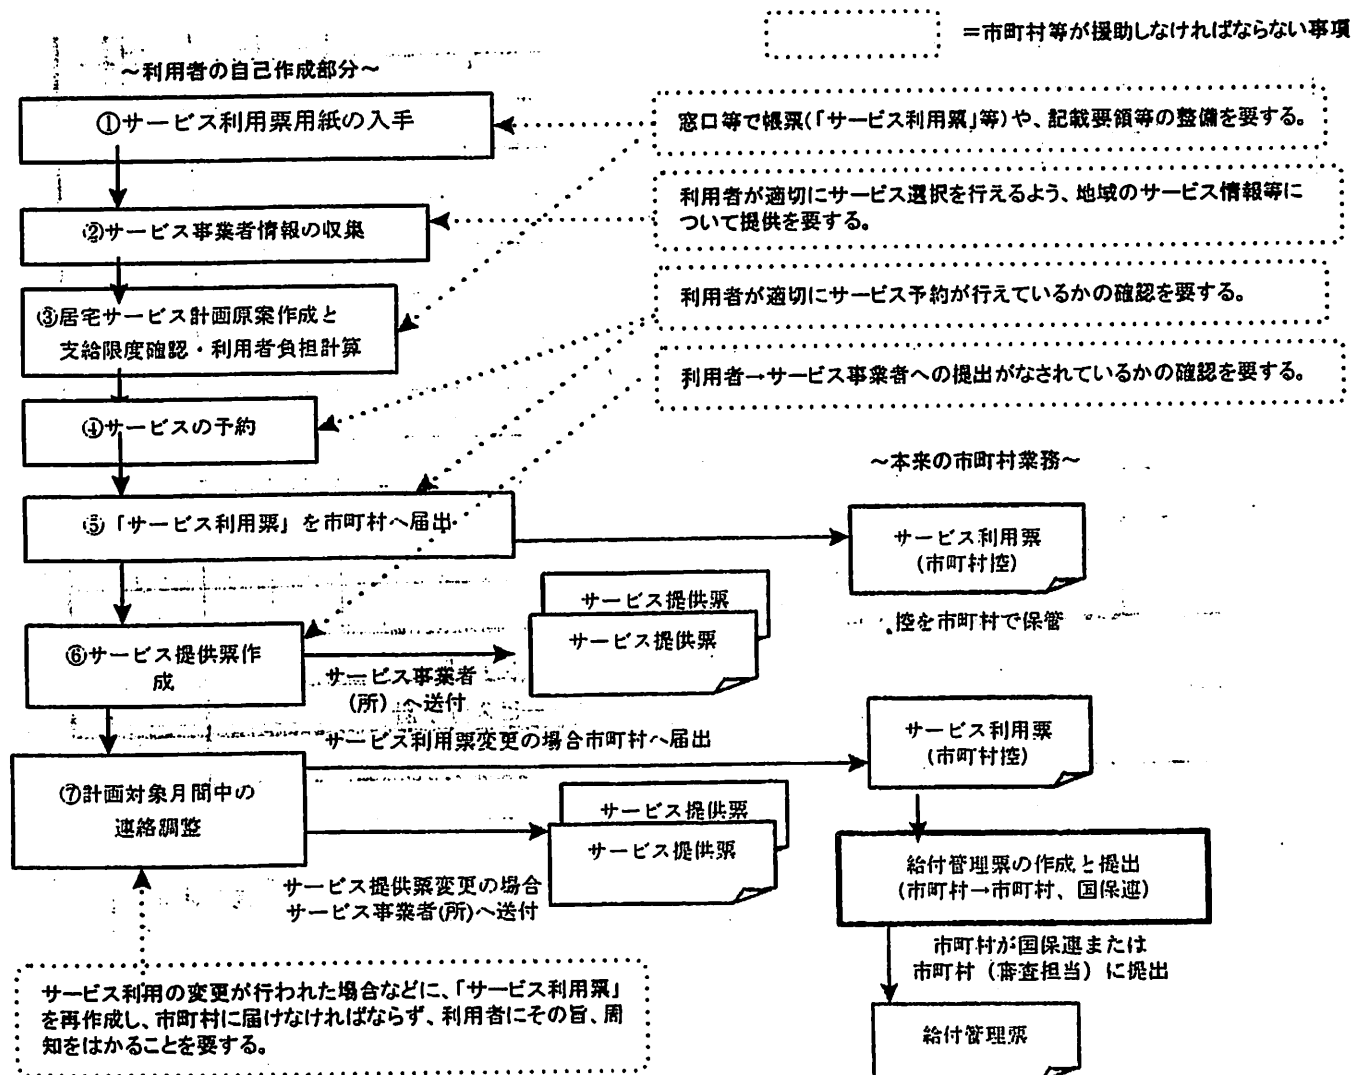 ＝市町村等が援助しなければならない事項
～利用者の自己作成部分～
①サービス利用票用紙の入手
窓口等で帳票(「サービス利用票」等)や、記載要領等の整備を要する。
②サービス事業者情報の収集
利用者が適切にサービス選択を行えるよう、地域のサービス情報等に
ついて提供を要する。
③居宅サービス計画原案作成と
支給限度確認・利用者負担計算
利用者が適切にサービス予約が行えているかの確認を要する。
利用者→サービス事業者への提出がなされているかの確認を要する。
④サービスの予約
～本来の市町村業務～
⑤「サービス利用票」を市町村へ届出
サービス利用票
(市町村控)
控を市町村で保管
サービス提供票
サービス提供票
⑥サービス提供票作
成
サービス事業者
(所)へ送付
サービス利用票変更の場合市町村へ届出
サービス利用票
(市町村控)
⑦計画対象月間中の
連絡調整
サービス提供票
サービス提供票
サービス提供票変更の場合
サービス事業者(所)へ送付
給付管理票の作成と提出
(市町村→市町村、国保連)
市町村が国保連または
市町村（審査担当）に提出
給付管理票
サービス利用の変更が行われた場合などに、「サービス利用票」
を再作成し、市町村に届けなければならず、利用者にその旨、周
知をはかることを要する。